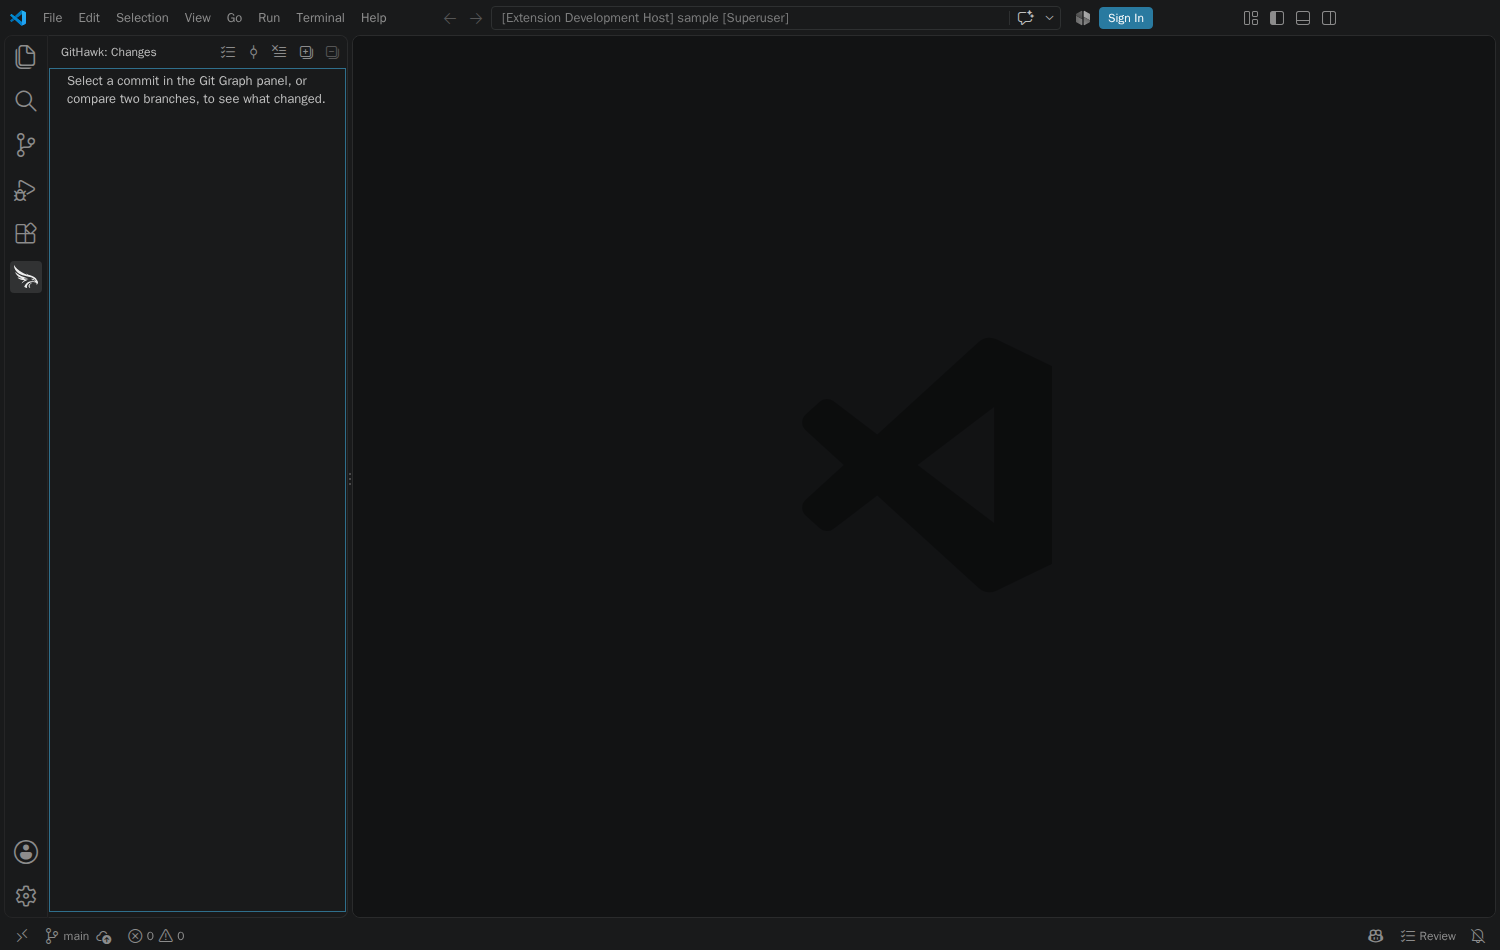 File Edit Selection View Go Run Terminal Help
[Extension Development Host] sample [Superuser]
Sign In
GitHawk: Changes
Select a commit in the Git Graph panel, or
compare two branches, to see what changed.
main 0 0
Review